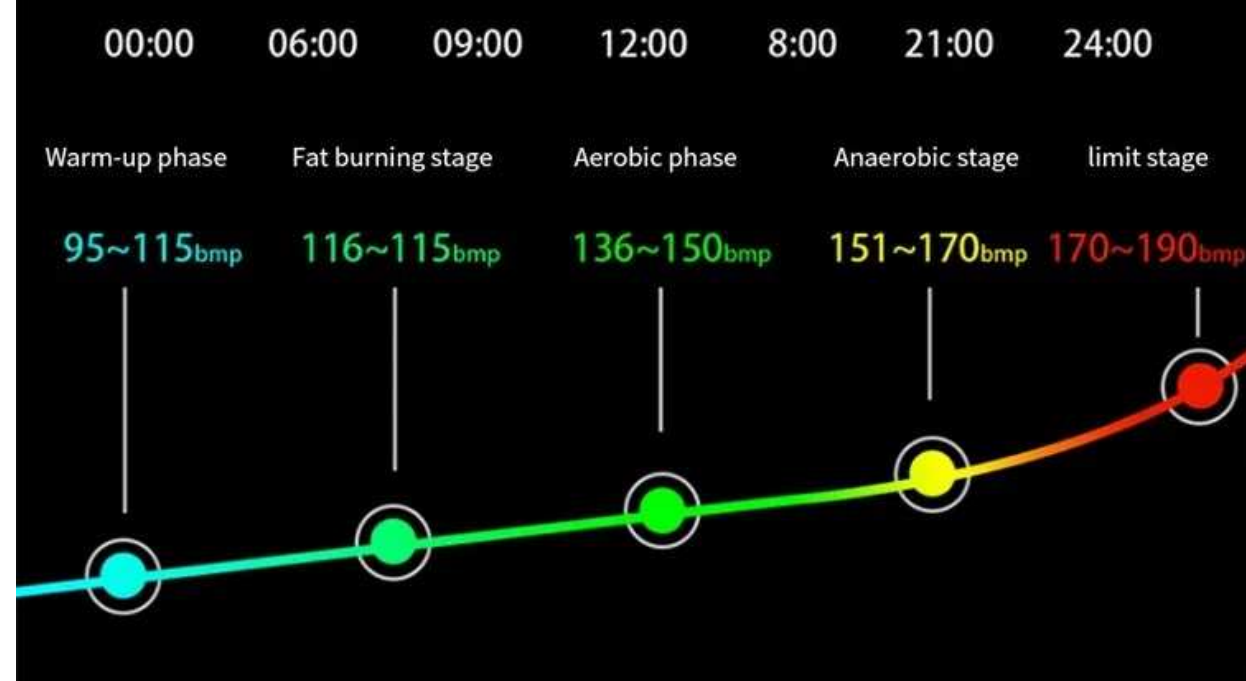 00:00 06:00 09:00 12:00 8:00 21:00 24:00
Warm-up phase Fat burning stage Aerobic phase Anaerobic stage limit stage
95~115bmp 116~115bmp 136~150bmp 151~170bmp 170~190bmp